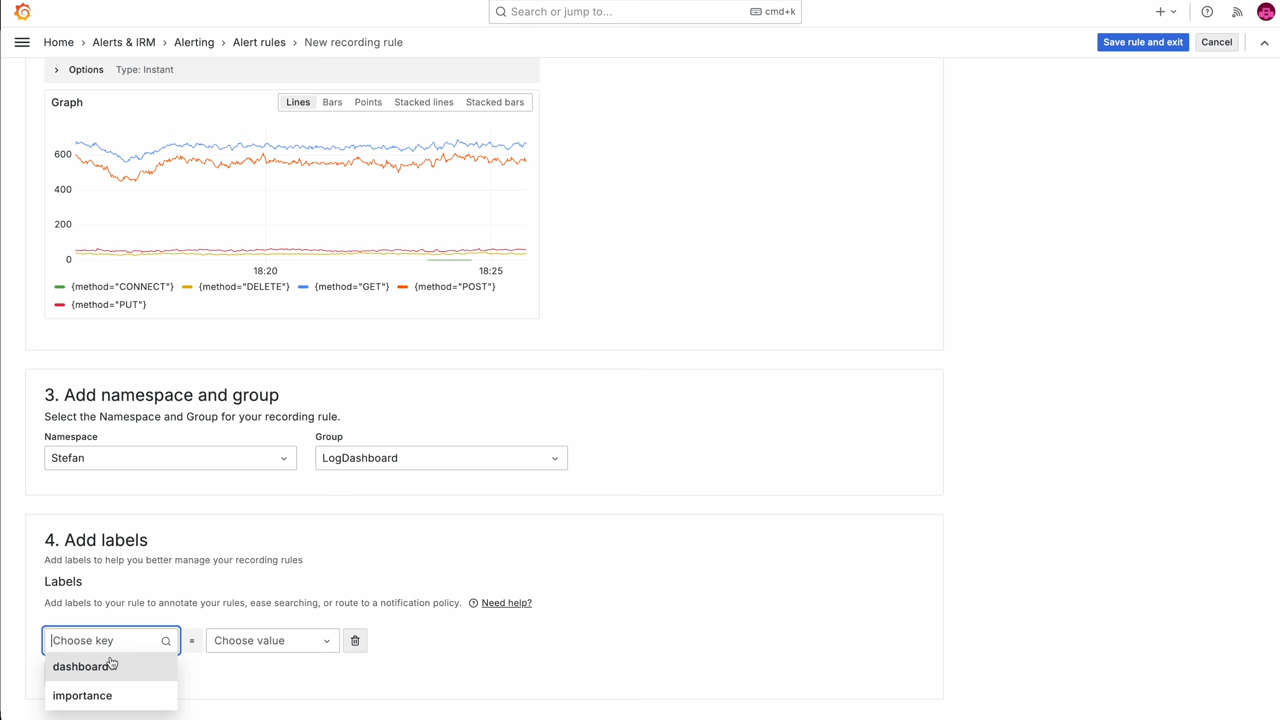 Search or jump to...
cmd+k
Home › Alerts & IRM › Alerting › Alert rules › New recording rule
Save rule and exit
Cancel
Options Type: Instant
Graph
Lines Bars Points Stacked lines Stacked bars
600
400
200
0
18:20 18:25
{method="CONNECT"} {method="DELETE"} {method="GET"} {method="POST"}
{method="PUT"}
3. Add namespace and group
Select the Namespace and Group for your recording rule.
Namespace Group
Stefan LogDashboard
4. Add labels
Add labels to help you better manage your recording rules
Labels
Add labels to your rule to annotate your rules, ease searching, or route to a notification policy. Need help?
Choose key = Choose value
dashboard
importance